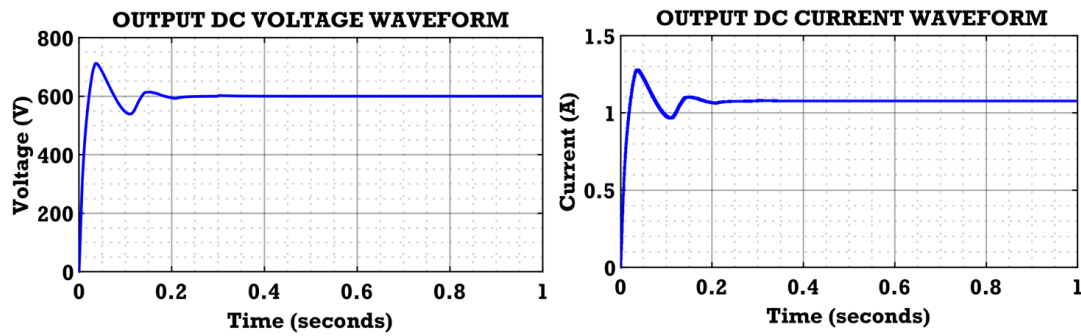 OUTPUT DC VOLTAGE WAVEFORM
800
600
400
200
0
Voltage (V)
0 0.2 0.4 0.6 0.8 1
Time (seconds)
OUTPUT DC CURRENT WAVEFORM
1.5
1
0.5
0
Current (A)
0 0.2 0.4 0.6 0.8 1
Time (seconds)